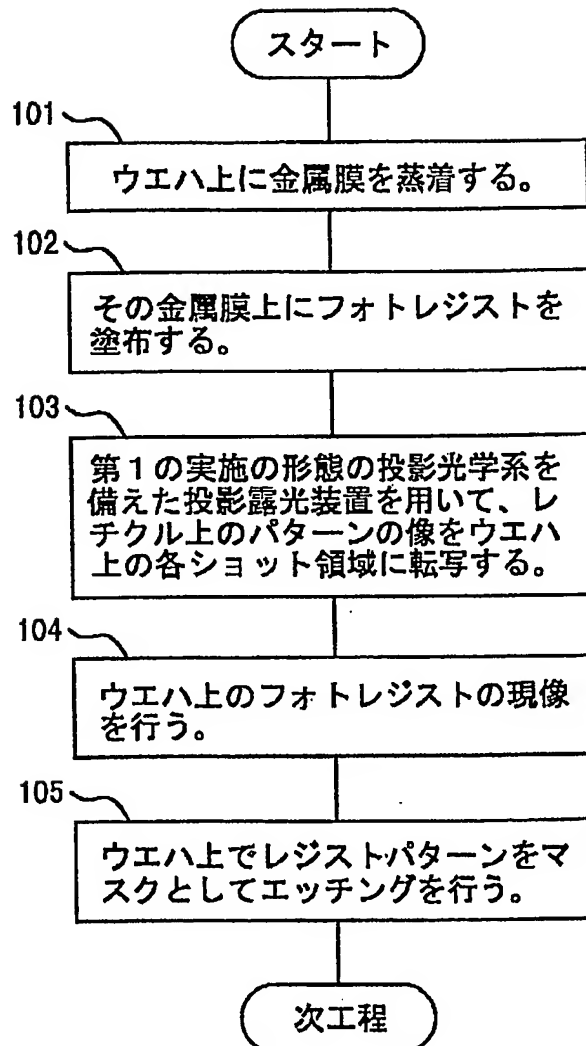 スタート
101
ウエハ上に金属膜を蒸着する。
102
その金属膜上にフォトレジストを
塗布する。
103
第1の実施の形態の投影光学系を
備えた投影露光装置を用いて、レ
チクル上のパターンの像をウエハ
上の各ショット領域に転写する。
104
ウエハ上のフォトレジストの現像
を行う。
105
ウエハ上でレジストパターンをマ
スクとしてエッチングを行う。
次工程